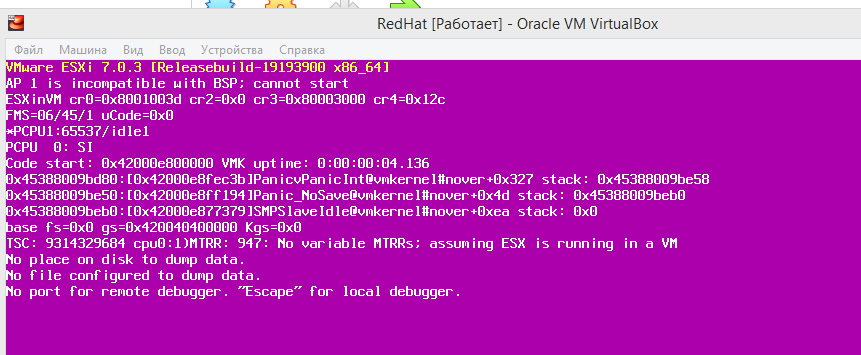 RedHat [Работает] - Oracle VM VirtualBox
Файл Машина Вид Ввод Устройства Справка
VMware ESXi 7.0.3 [Releasebuild-19193900 x86_64]
AP 1 is incompatible with BSP; cannot start
ESXinVM cr0=0x8001003d cr2=0x0 cr3=0x80003000 cr4=0x12c
FMS=06/45/1 uCode=0x0
*PCPU1:65537/idle1
PCPU  0: SI
Code start: 0x42000e800000 VMK uptime: 0:00:00:04.136
0x45388009bd80:[0x42000e8fec3b]PanicvPanicInt@vmkernel#nover+0x327 stack: 0x45388009be58
0x45388009be50:[0x42000e8ff194]Panic_NoSave@vmkernel#nover+0x4d stack: 0x45388009beb0
0x45388009beb0:[0x42000e877379]SMPSlaveIdle@vmkernel#nover+0xea stack: 0x0
base fs=0x0 gs=0x420040400000 Kgs=0x0
TSC: 9314329684 cpu0:1)MTRR: 947: No variable MTRRs; assuming ESX is running in a VM
No place on disk to dump data.
No file configured to dump data.
No port for remote debugger. "Escape" for local debugger.